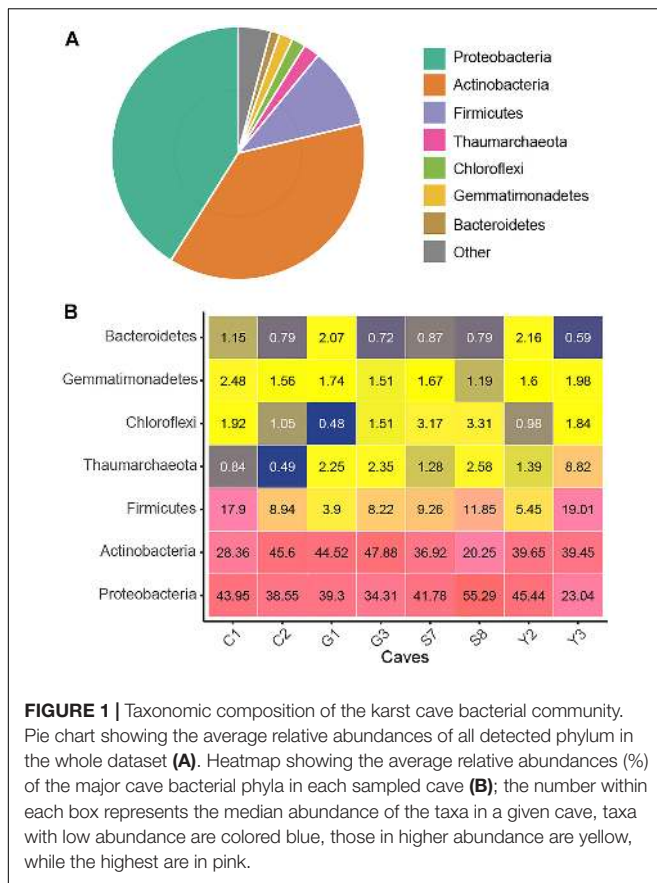 A
Proteobacteria
Actinobacteria
Firmicutes
Thaumarchaeota
Chloroflexi
Gemmatimonadetes
Bacteroidetes
Other
B
Bacteroidetes 1.15 0.79 2.07 0.72 0.87 0.79 2.16 0.59
Gemmatimonadetes 2.48 1.56 1.74 1.51 1.67 1.19 1.6 1.98
Chloroflexi 1.92 1.05 0.48 1.51 3.17 3.31 0.98 1.84
Thaumarchaeota 0.84 0.49 2.25 2.35 1.28 2.58 1.39 8.82
Firmicutes 17.9 8.94 3.9 8.22 9.26 11.85 5.45 19.01
Actinobacteria 28.36 45.6 44.52 47.88 36.92 20.25 39.65 39.45
Proteobacteria 43.95 38.55 39.3 34.31 41.78 55.29 45.44 23.04
C1 C2 G1 G3 S7 S8 Y2 Y3
Caves
FIGURE 1 | Taxonomic composition of the karst cave bacterial community.
Pie chart showing the average relative abundances of all detected phylum in
the whole dataset (A). Heatmap showing the average relative abundances (%)
of the major cave bacterial phyla in each sampled cave (B); the number within
each box represents the median abundance of the taxa in a given cave, taxa
with low abundance are colored blue, those in higher abundance are yellow,
while the highest are in pink.